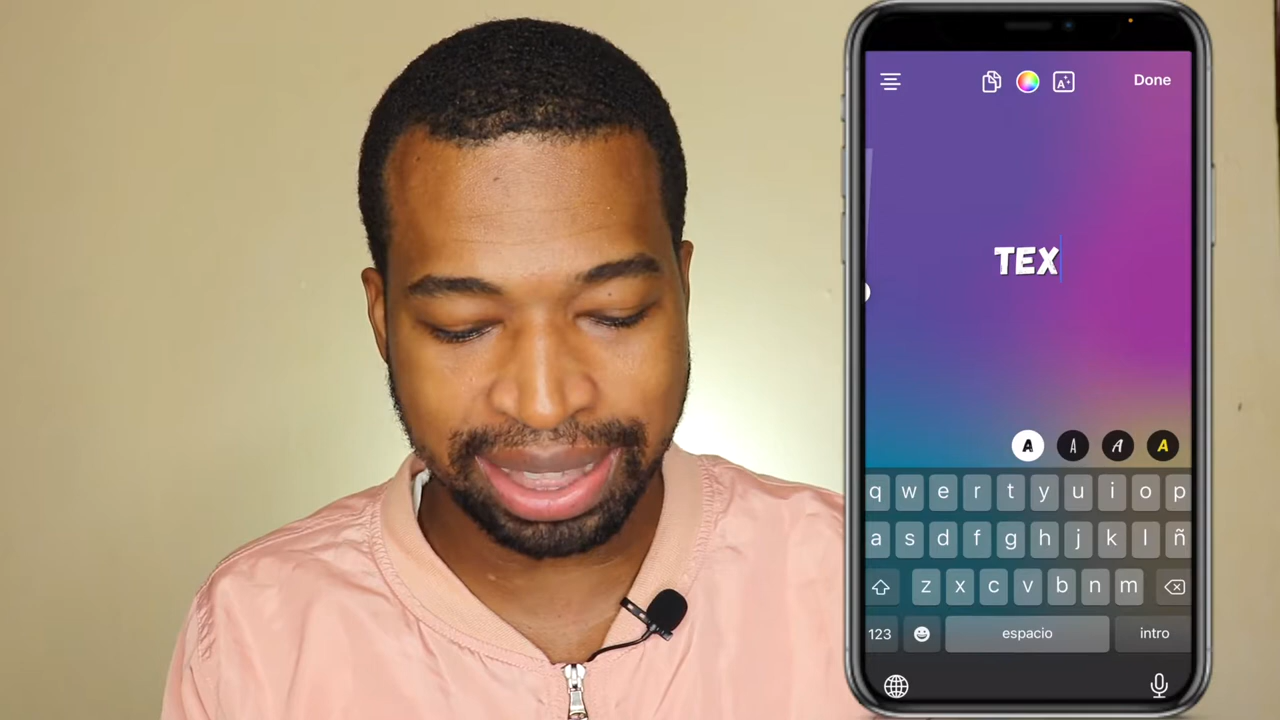 Done
TEX
A A A A
q w e r t y u i o p
a s d f g h j k l ñ
z x c v b n m
123 espacio intro